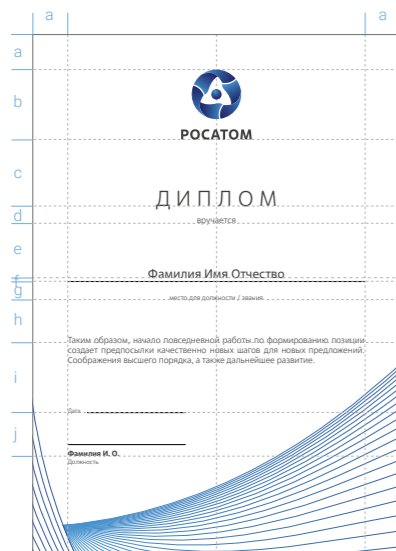 a a
a
b
РОСАТОМ
c
ДИПЛОМ
d
вручается
e
Фамилия Имя Отчество
f
g
место для должности / звания
h
Таким образом, начало повседневной работы по формированию позиции
создает предпосылки качественно новых шагов для новых предложений.
Соображения высшего порядка, а также дальнейшее развитие.
i
Дата
j
Фамилия И. О.
Должность